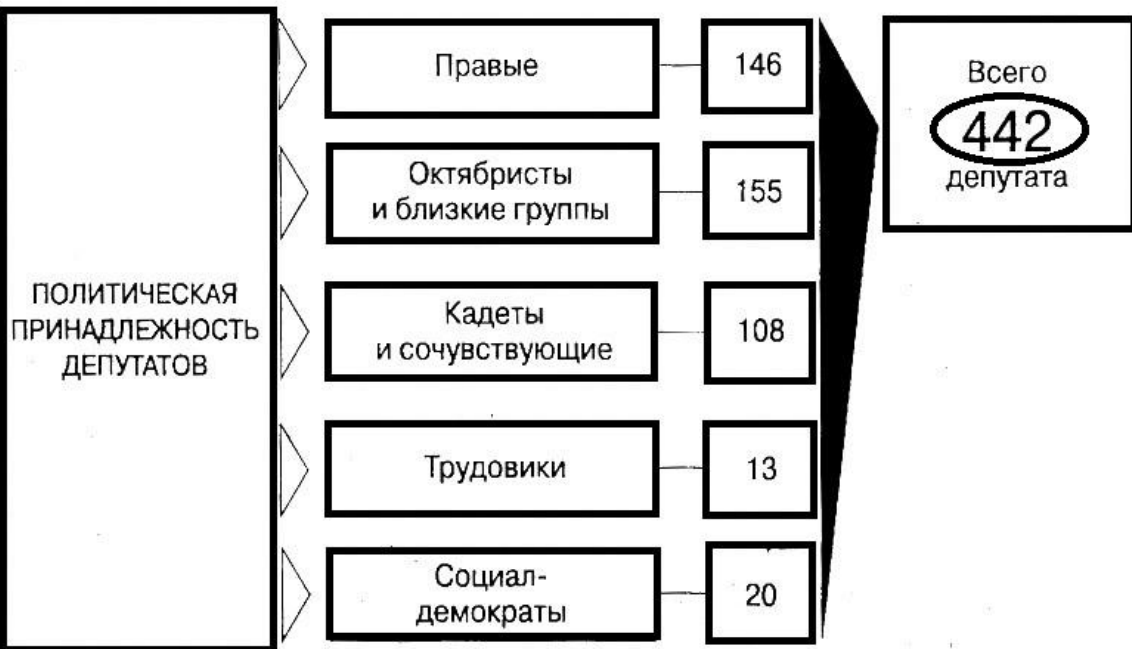 ПОЛИТИЧЕСКАЯ
ПРИНАДЛЕЖНОСТЬ
ДЕПУТАТОВ
Правые
146
Октябристы
и близкие группы
155
Кадеты
и сочувствующие
108
Трудовики
13
Социал-
демократы
20
Всего
442
депутата